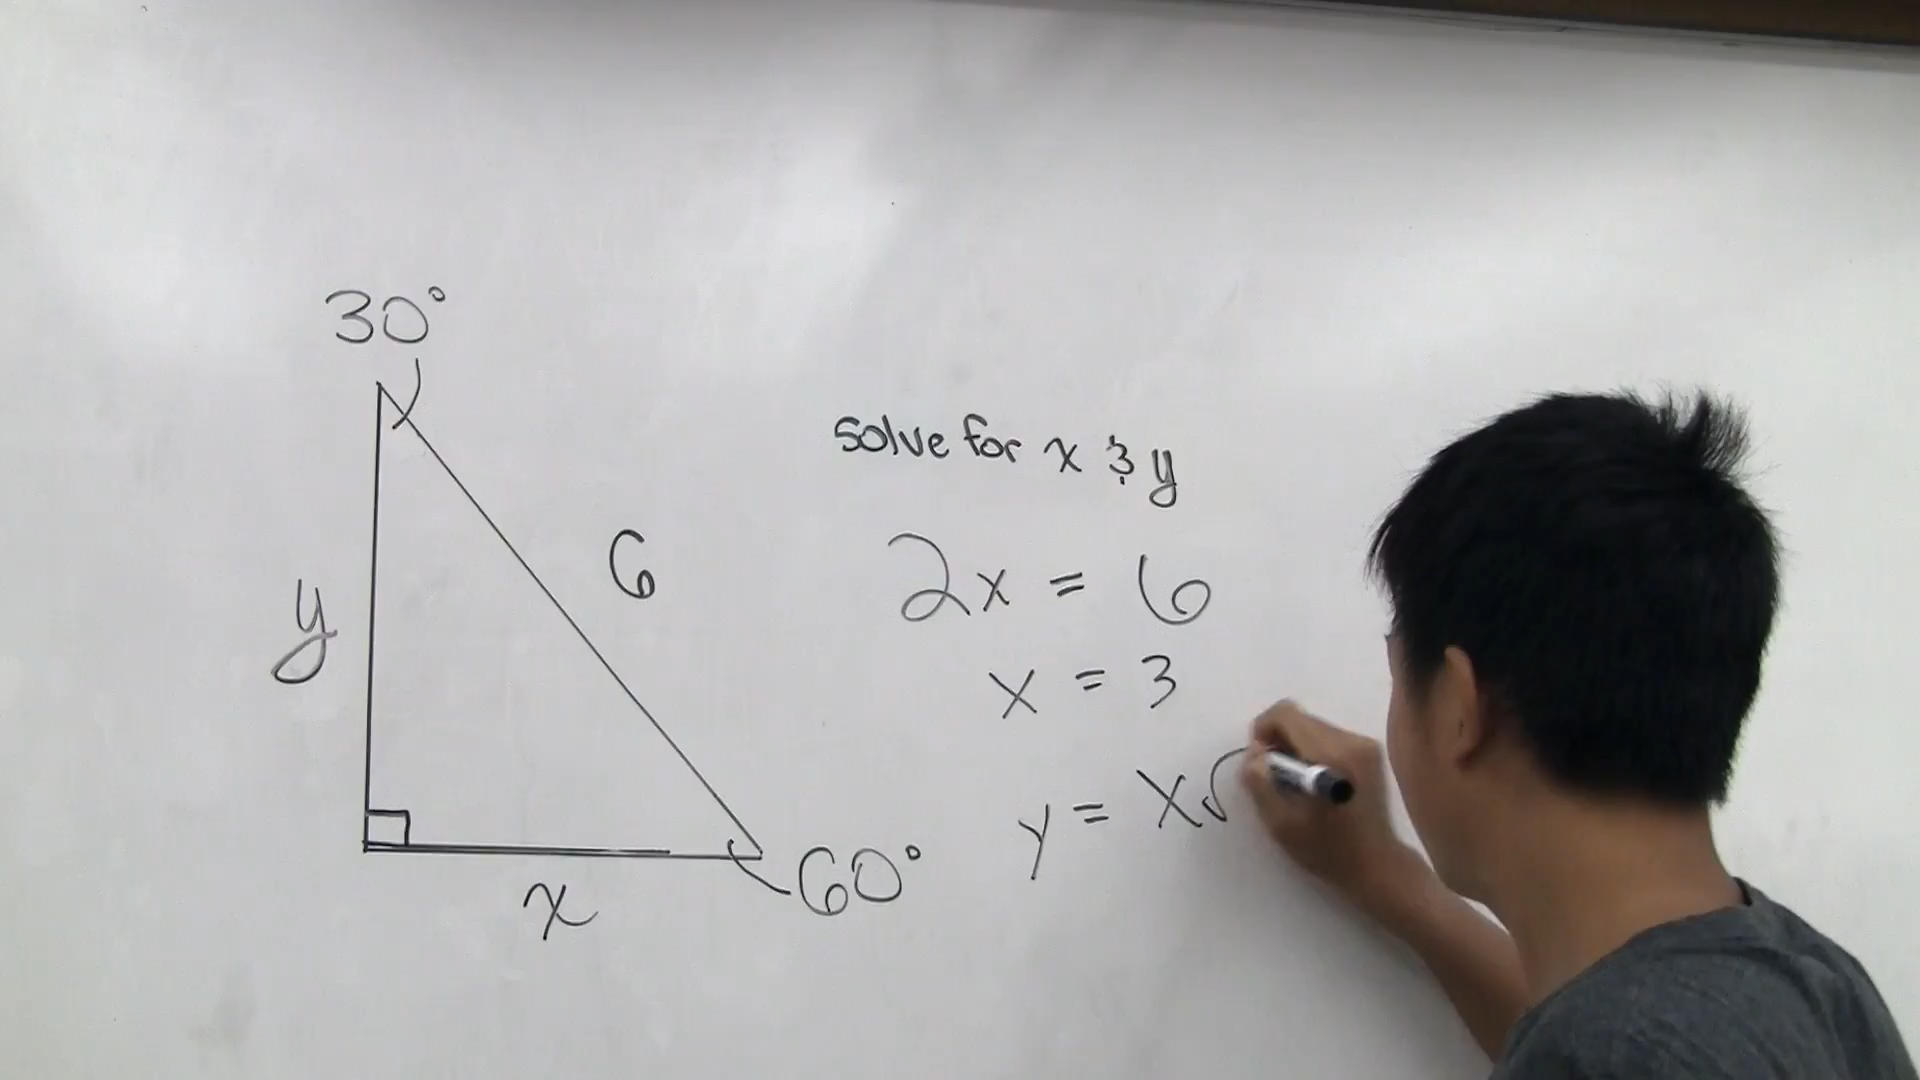 30°
solve for x & y
6
2x = 6
y
x = 3
y = x√
60°
x